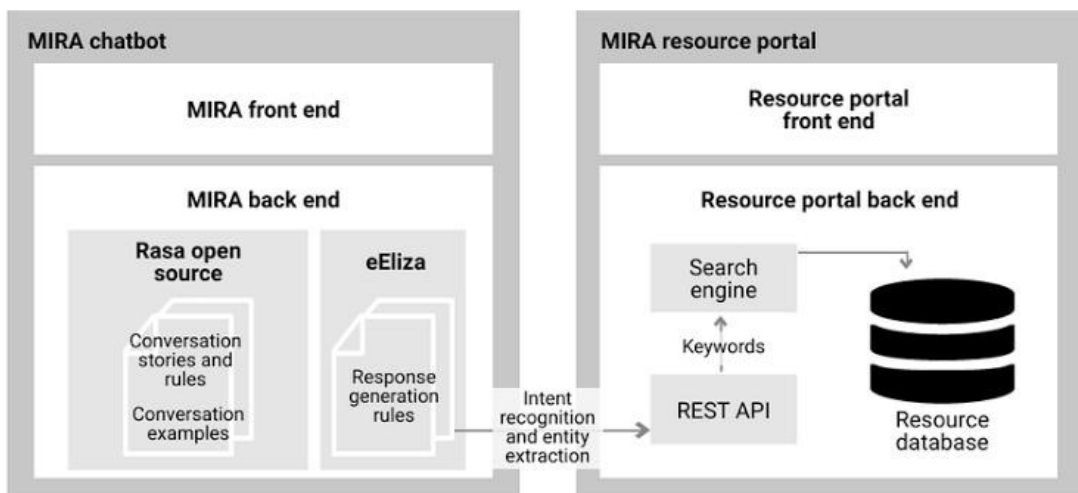 MIRA chatbot
MIRA front end
MIRA back end
Rasa open
source
Conversation
stories and
rules
Conversation
examples
eEliza
Response
generation
rules
Intent
recognition
and entity
extraction
MIRA resource portal
Resource portal
front end
Resource portal back end
Search
engine
Keywords
REST API
Resource
database